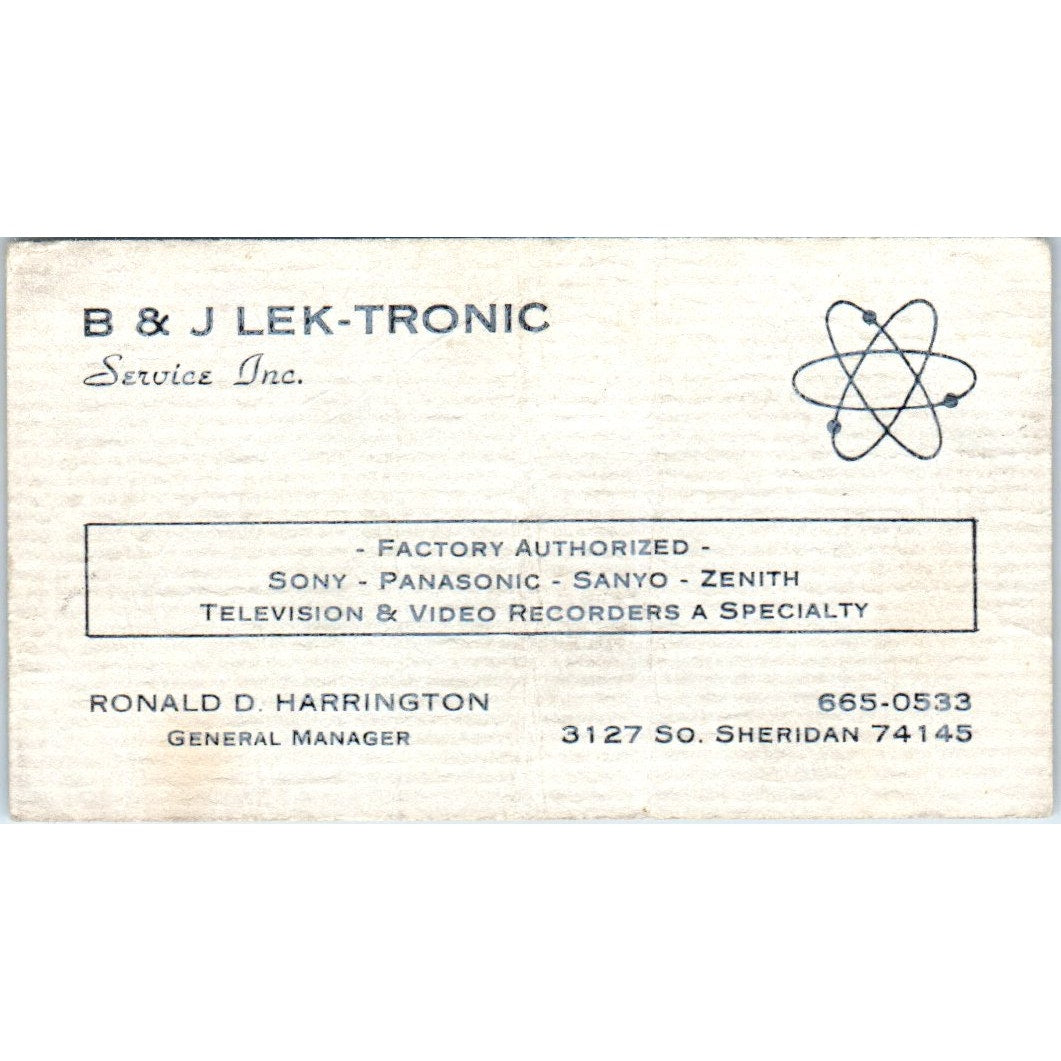 B & J LEK-TRONIC
Service Inc.
- FACTORY AUTHORIZED -
SONY - PANASONIC - SANYO - ZENITH
TELEVISION & VIDEO RECORDERS A SPECIALTY
RONALD D. HARRINGTON
GENERAL MANAGER
665-0533
3127 SO. SHERIDAN 74145